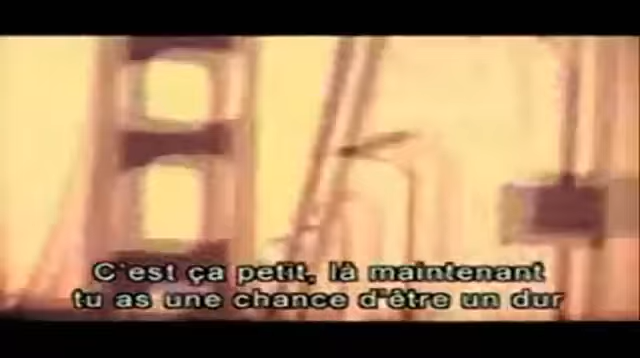 C'est ça petit, là maintenant
tu as une chance d'être un dur